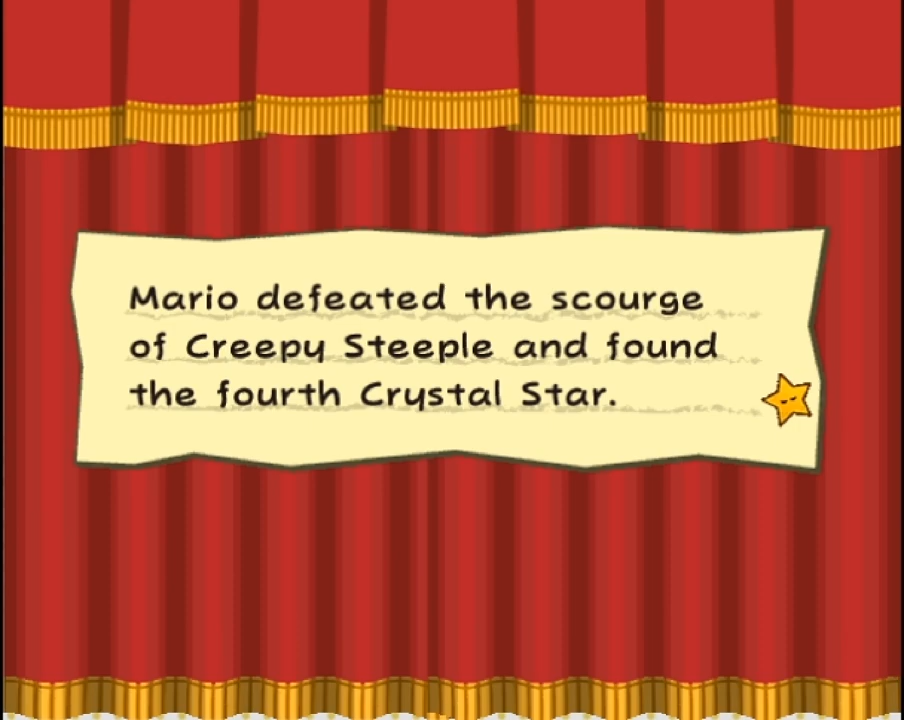 Mario defeated the scourge
of Creepy Steeple and found
the fourth Crystal Star.